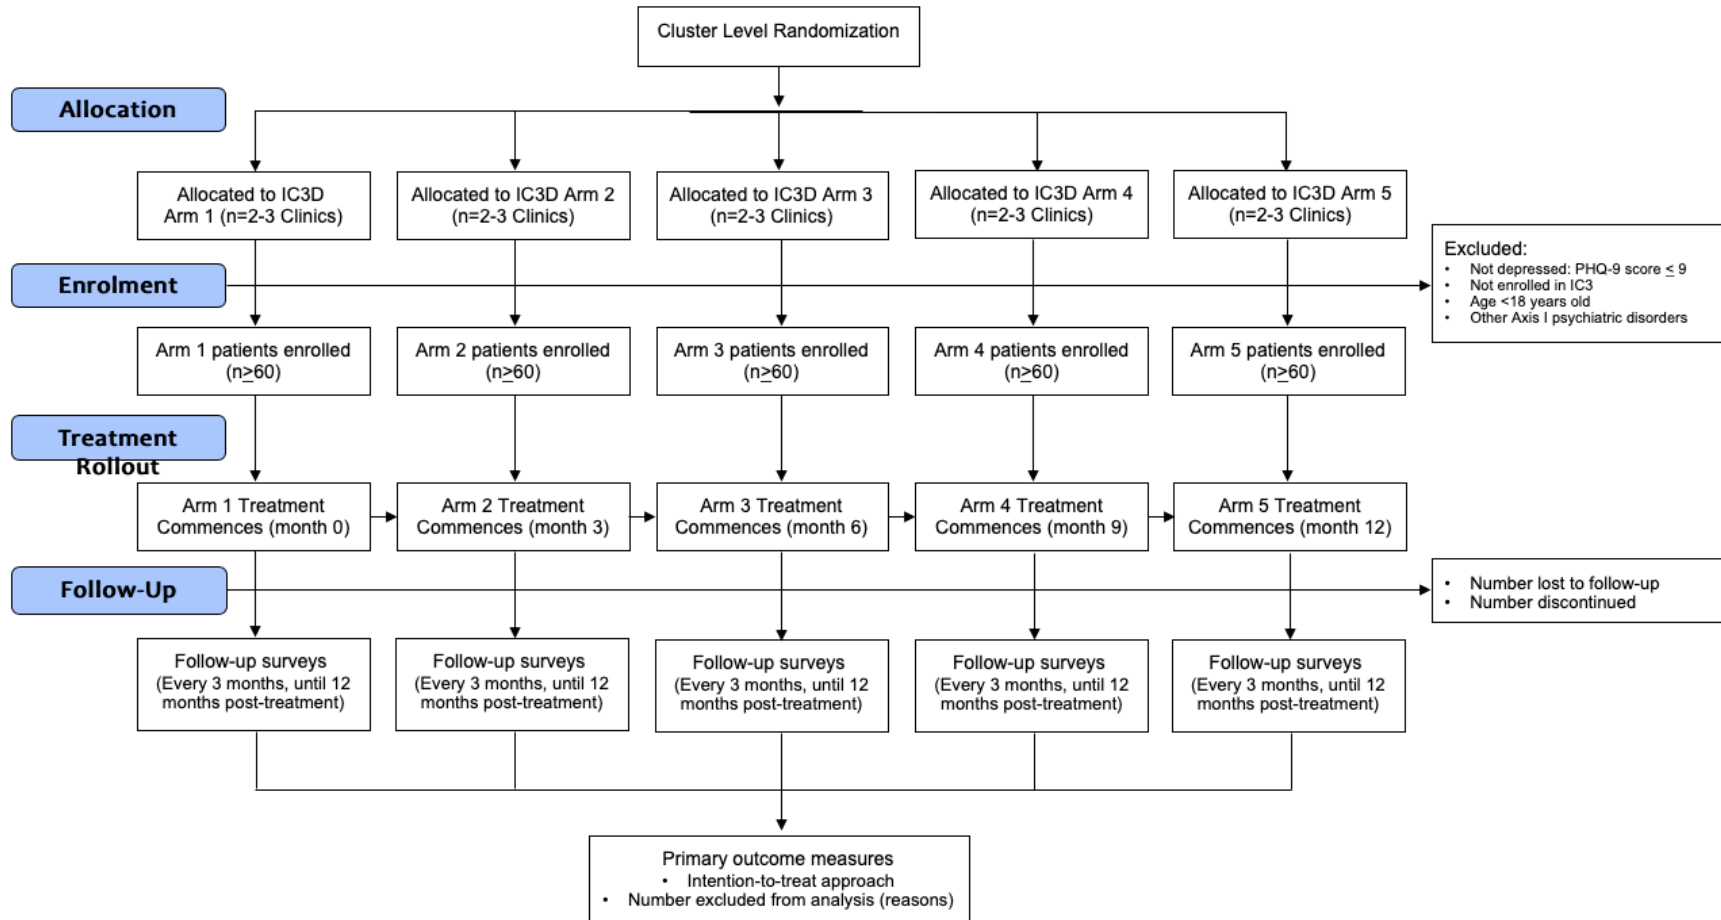 Cluster Level Randomization
Allocation
Allocated to IC3D
Arm 1 (n=2-3 Clinics)
Allocated to IC3D Arm 2
(n=2-3 Clinics)
Allocated to IC3D Arm 3
(n=2-3 Clinics)
Allocated to IC3D Arm 4
(n=2-3 Clinics)
Allocated to IC3D Arm 5
(n=2-3 Clinics)
Enrolment
Excluded:
• Not depressed: PHQ-9 score ≤ 9
• Not enrolled in IC3
• Age <18 years old
• Other Axis I psychiatric disorders
Arm 1 patients enrolled
(n≥60)
Arm 2 patients enrolled
(n≥60)
Arm 3 patients enrolled
(n≥60)
Arm 4 patients enrolled
(n≥60)
Arm 5 patients enrolled
(n≥60)
Treatment
Rollout
Arm 1 Treatment
Commences (month 0)
Arm 2 Treatment
Commences (month 3)
Arm 3 Treatment
Commences (month 6)
Arm 4 Treatment
Commences (month 9)
Arm 5 Treatment
Commences (month 12)
Follow-Up
• Number lost to follow-up
• Number discontinued
Follow-up surveys
(Every 3 months, until 12
months post-treatment)
Follow-up surveys
(Every 3 months, until 12
months post-treatment)
Follow-up surveys
(Every 3 months, until 12
months post-treatment)
Follow-up surveys
(Every 3 months, until 12
months post-treatment)
Follow-up surveys
(Every 3 months, until 12
months post-treatment)
Primary outcome measures
• Intention-to-treat approach
• Number excluded from analysis (reasons)